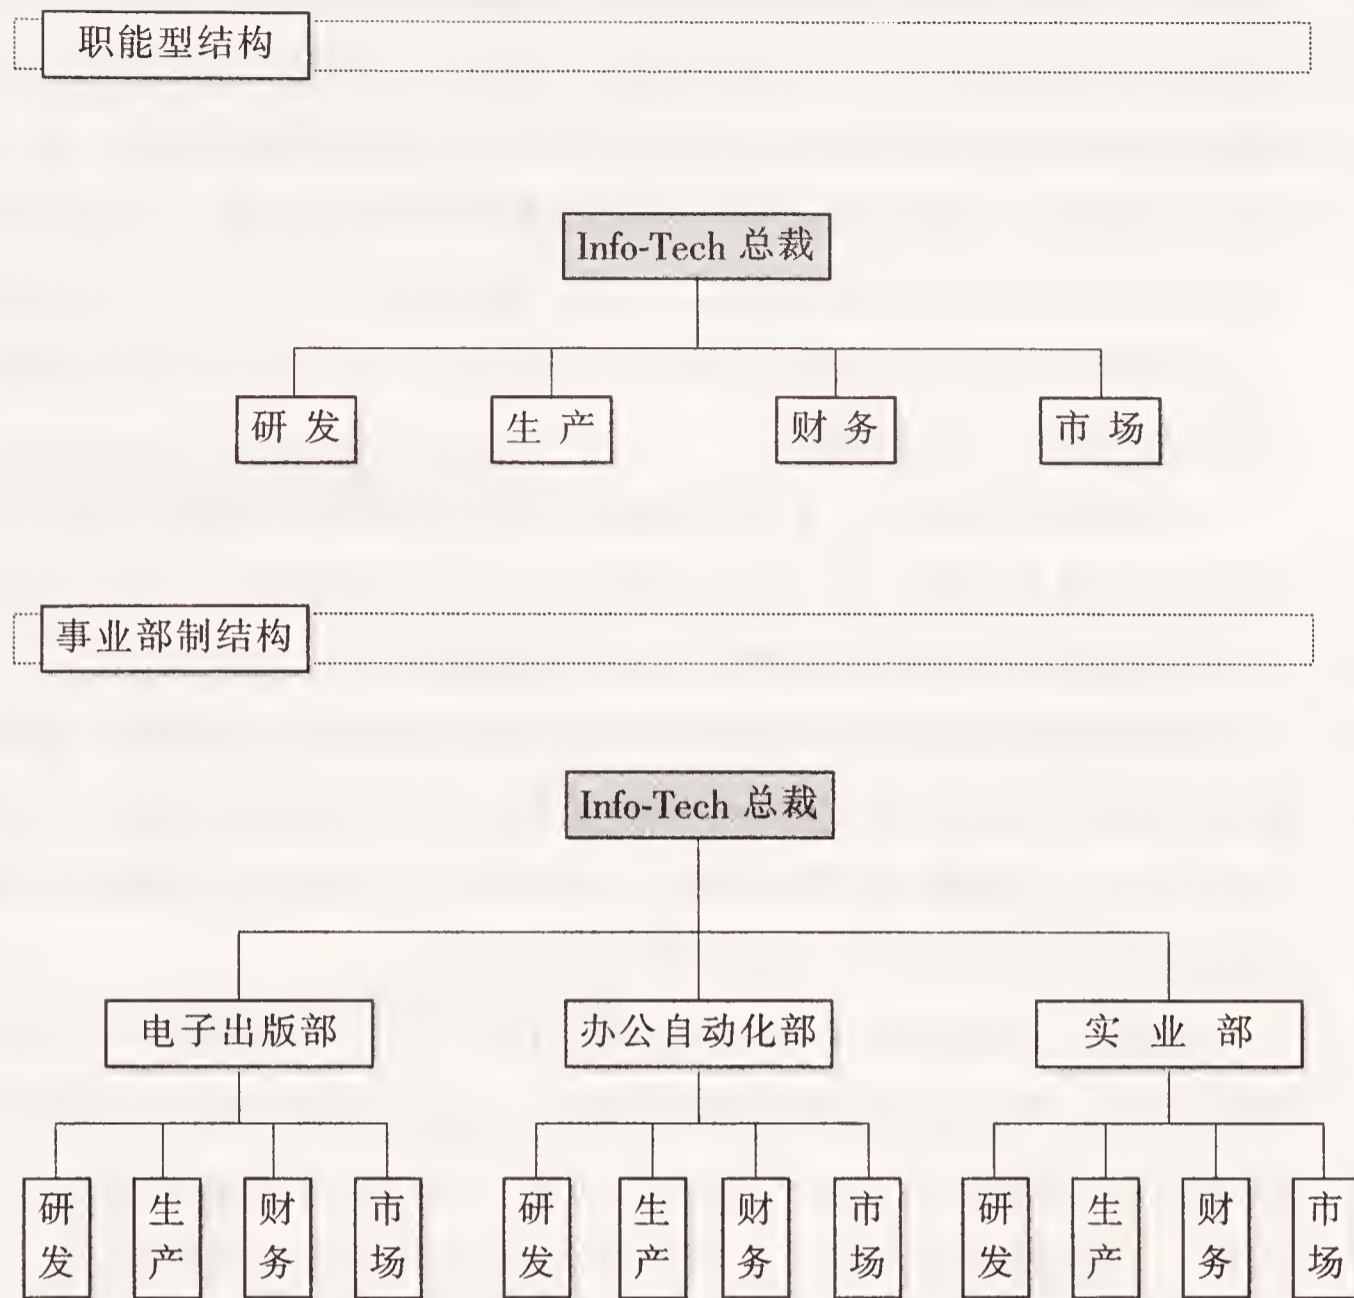 职能型结构
Info-Tech 总裁
研发 生产 财务 市场
事业部制结构
Info-Tech 总裁
电子出版部 办公自动化部 实业部
研发 生产 财务 市场 研发 生产 财务 市场 研发 生产 财务 市场